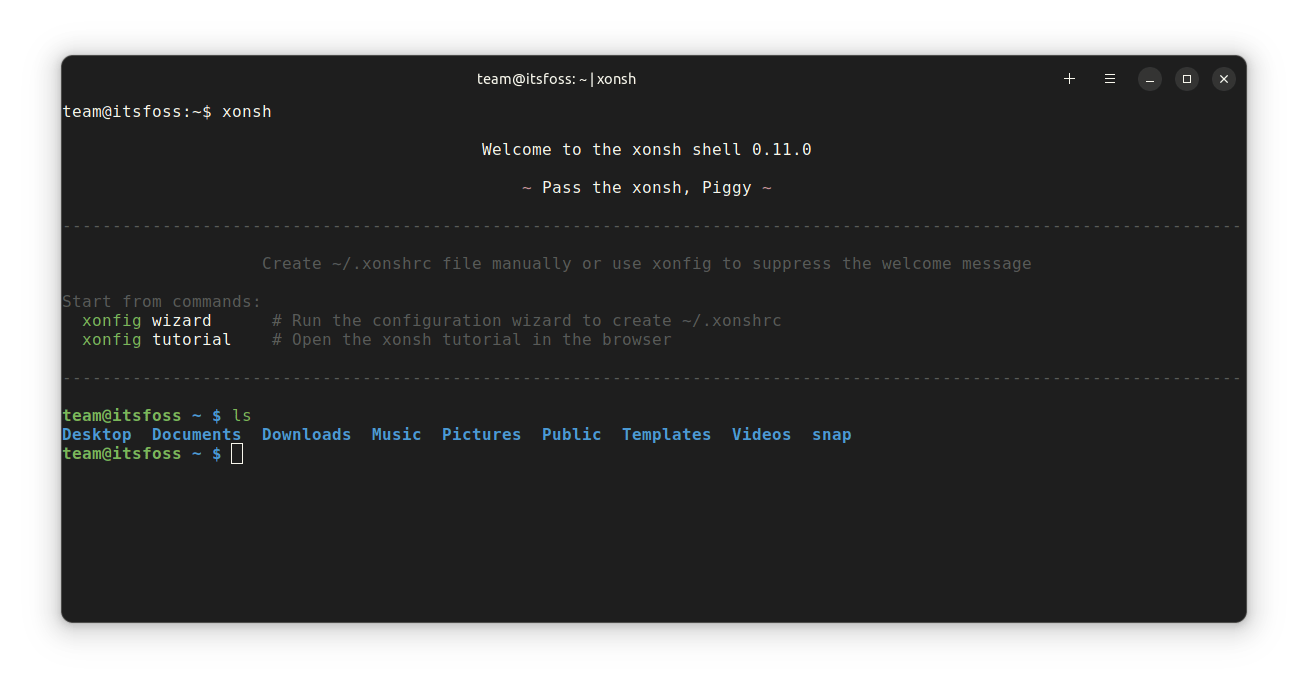 team@itsfoss: ~ | xonsh
team@itsfoss:~$ xonsh
Welcome to the xonsh shell 0.11.0
~ Pass the xonsh, Piggy ~
----------------------------------------------------------------------------------------------------------------------
Create ~/.xonshrc file manually or use xonfig to suppress the welcome message
Start from commands:
  xonfig wizard      # Run the configuration wizard to create ~/.xonshrc
  xonfig tutorial    # Open the xonsh tutorial in the browser
----------------------------------------------------------------------------------------------------------------------
team@itsfoss ~ $ ls
Desktop  Documents  Downloads  Music  Pictures  Public  Templates  Videos  snap
team@itsfoss ~ $